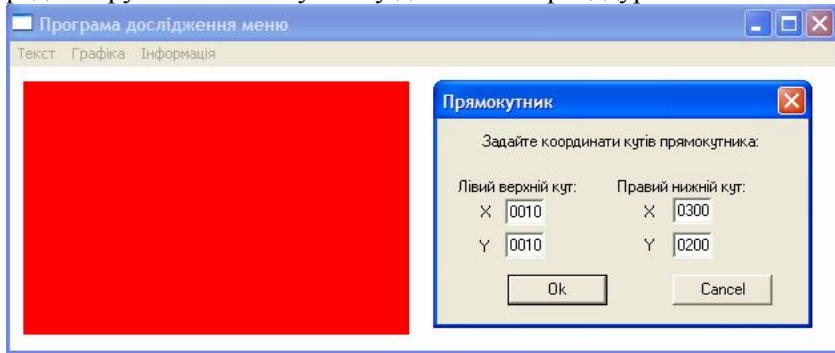 Програма дослідження меню
Текст Графіка Інформація
Прямокутник
Задайте координати кутів прямокутника:
Лівий верхній кут: Правий нижній кут:
X 0010 X 0300
Y 0010 Y 0200
Ok Cancel